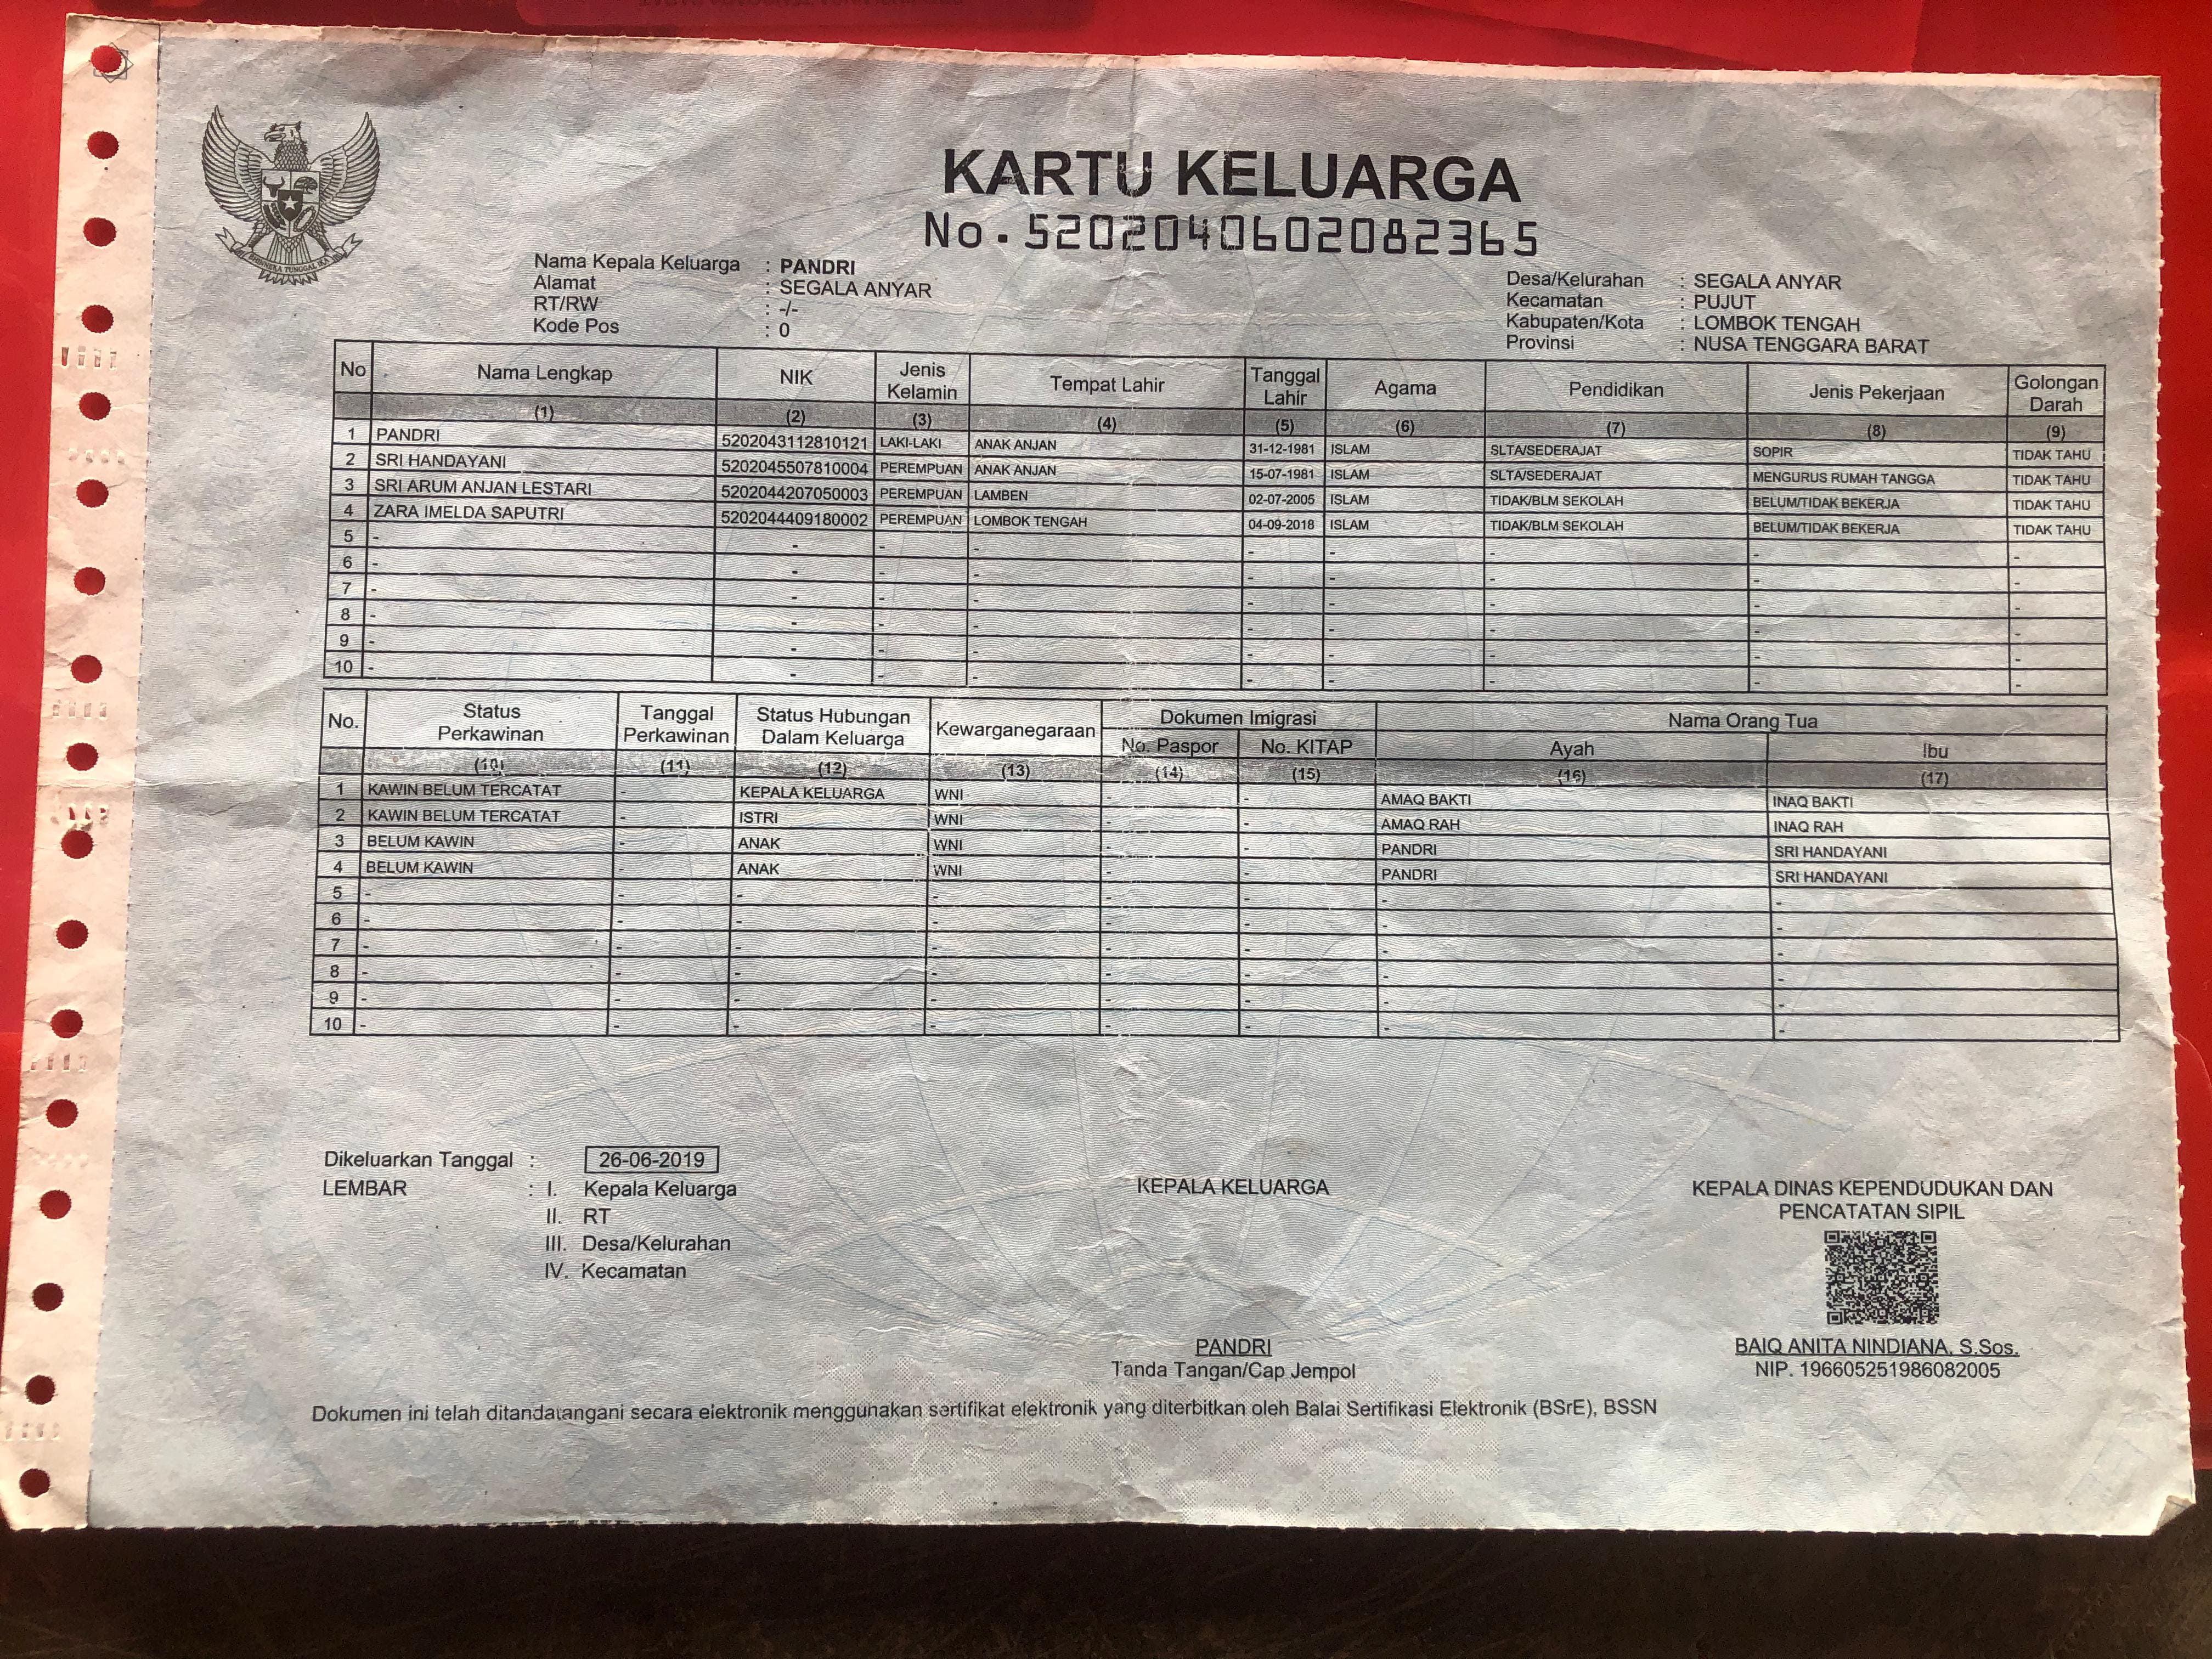 KARTU KELUARGA
No. 5202040602082365
Nama Kepala Keluarga : PANDRI
Alamat : SEGALA ANYAR
RT/RW : -/-
Kode Pos : 0
Desa/Kelurahan : SEGALA ANYAR
Kecamatan : PUJUT
Kabupaten/Kota : LOMBOK TENGAH
Provinsi : NUSA TENGGARA BARAT
No Nama Lengkap NIK Jenis Kelamin Tempat Lahir Tanggal Lahir Agama Pendidikan Jenis Pekerjaan Golongan Darah
(1) (2) (3) (4) (5) (6) (7) (8) (9)
1 PANDRI 5202043112810121 LAKI-LAKI ANAK ANJAN 31-12-1981 ISLAM SLTA/SEDERAJAT SOPIR TIDAK TAHU
2 SRI HANDAYANI 5202045507810004 PEREMPUAN ANAK ANJAN 15-07-1981 ISLAM SLTA/SEDERAJAT MENGURUS RUMAH TANGGA TIDAK TAHU
3 SRI ARUM ANJAN LESTARI 5202044207050003 PEREMPUAN LAMBEN 02-07-2005 ISLAM TIDAK/BLM SEKOLAH BELUM/TIDAK BEKERJA TIDAK TAHU
4 ZARA IMELDA SAPUTRI 5202044409180002 PEREMPUAN LOMBOK TENGAH 04-09-2018 ISLAM TIDAK/BLM SEKOLAH BELUM/TIDAK BEKERJA TIDAK TAHU
5 - - - - - - - - -
6 - - - - - - - - -
7 - - - - - - - - -
8 - - - - - - - - -
9 - - - - - - - - -
10 - - - - - - - - -
No. Status Perkawinan Tanggal Perkawinan Status Hubungan Dalam Keluarga Kewarganegaraan Dokumen Imigrasi Nama Orang Tua
No. Paspor No. KITAP Ayah Ibu
(10) (11) (12) (13) (14) (15) (16) (17)
1 KAWIN BELUM TERCATAT - KEPALA KELUARGA WNI - - AMAQ BAKTI INAQ BAKTI
2 KAWIN BELUM TERCATAT - ISTRI WNI - - AMAQ RAH INAQ RAH
3 BELUM KAWIN - ANAK WNI - - PANDRI SRI HANDAYANI
4 BELUM KAWIN - ANAK WNI - - PANDRI SRI HANDAYANI
5 - - - - - - - -
6 - - - - - - - -
7 - - - - - - - -
8 - - - - - - - -
9 - - - - - - - -
10 - - - - - - - -
Dikeluarkan Tanggal : 26-06-2019
LEMBAR : I. Kepala Keluarga
II. RT
III. Desa/Kelurahan
IV. Kecamatan
KEPALA KELUARGA
PANDRI
Tanda Tangan/Cap Jempol
KEPALA DINAS KEPENDUDUKAN DAN
PENCATATAN SIPIL
BAIQ ANITA NINDIANA, S.Sos.
NIP. 196605251986082005
Dokumen ini telah ditandatangani secara elektronik menggunakan sertifikat elektronik yang diterbitkan oleh Balai Sertifikasi Elektronik (BSrE), BSSN